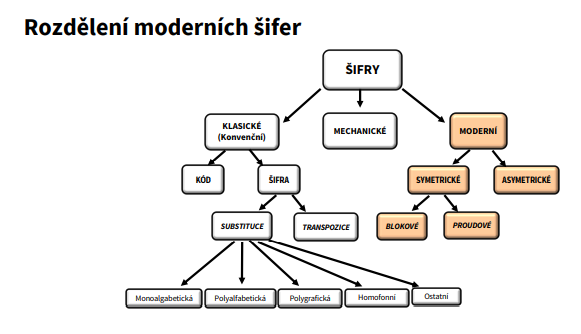 Rozdělení moderních šifer
ŠIFRY
KLASICKÉ
(Konvenční)
MECHANICKÉ
MODERNÍ
KÓD
ŠIFRA
SYMETRICKÉ
ASYMETRICKÉ
SUBSTITUCE
TRANSPOZICE
BLOKOVÉ
PROUDOVÉ
Monoalgabetická
Polyalfabetická
Polygrafická
Homofonní
Ostatní